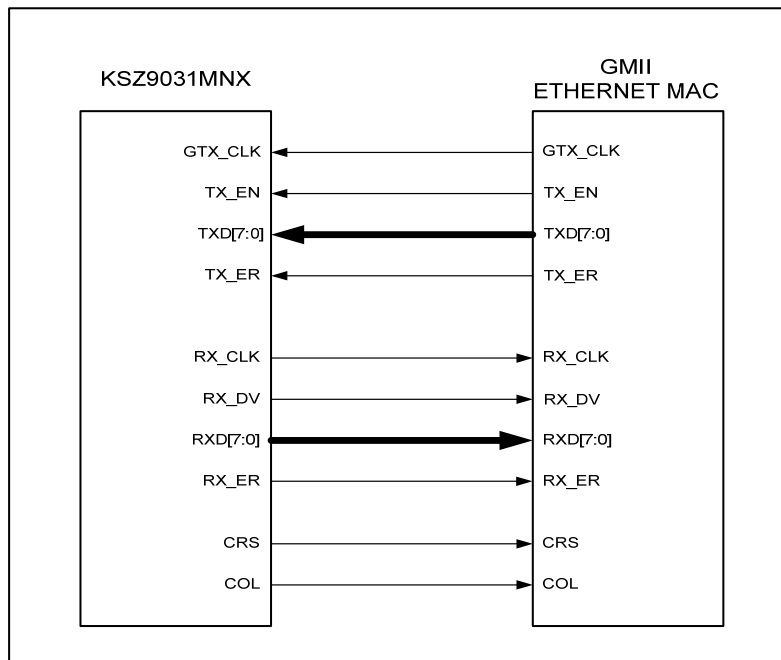 KSZ9031MNX
GMII
ETHERNET MAC
GTX_CLK GTX_CLK
TX_EN TX_EN
TXD[7:0] TXD[7:0]
TX_ER TX_ER
RX_CLK RX_CLK
RX_DV RX_DV
RXD[7:0] RXD[7:0]
RX_ER RX_ER
CRS CRS
COL COL